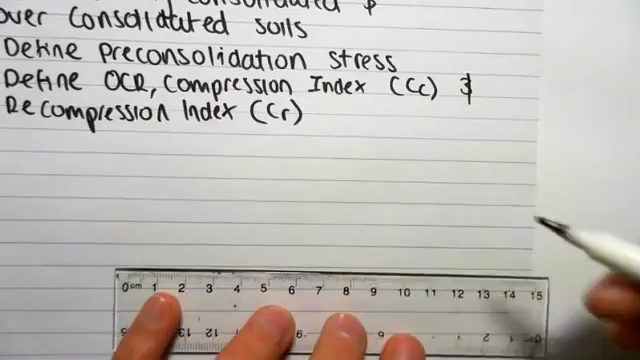 consolidated &
over consolidated soils
Define preconsolidation stress
Define OCR, Compression Index (Cc) &
Recompression Index (Cr)
0cm 1 2 3 4 5 6 7 8 9 10 11 12 13 14 15